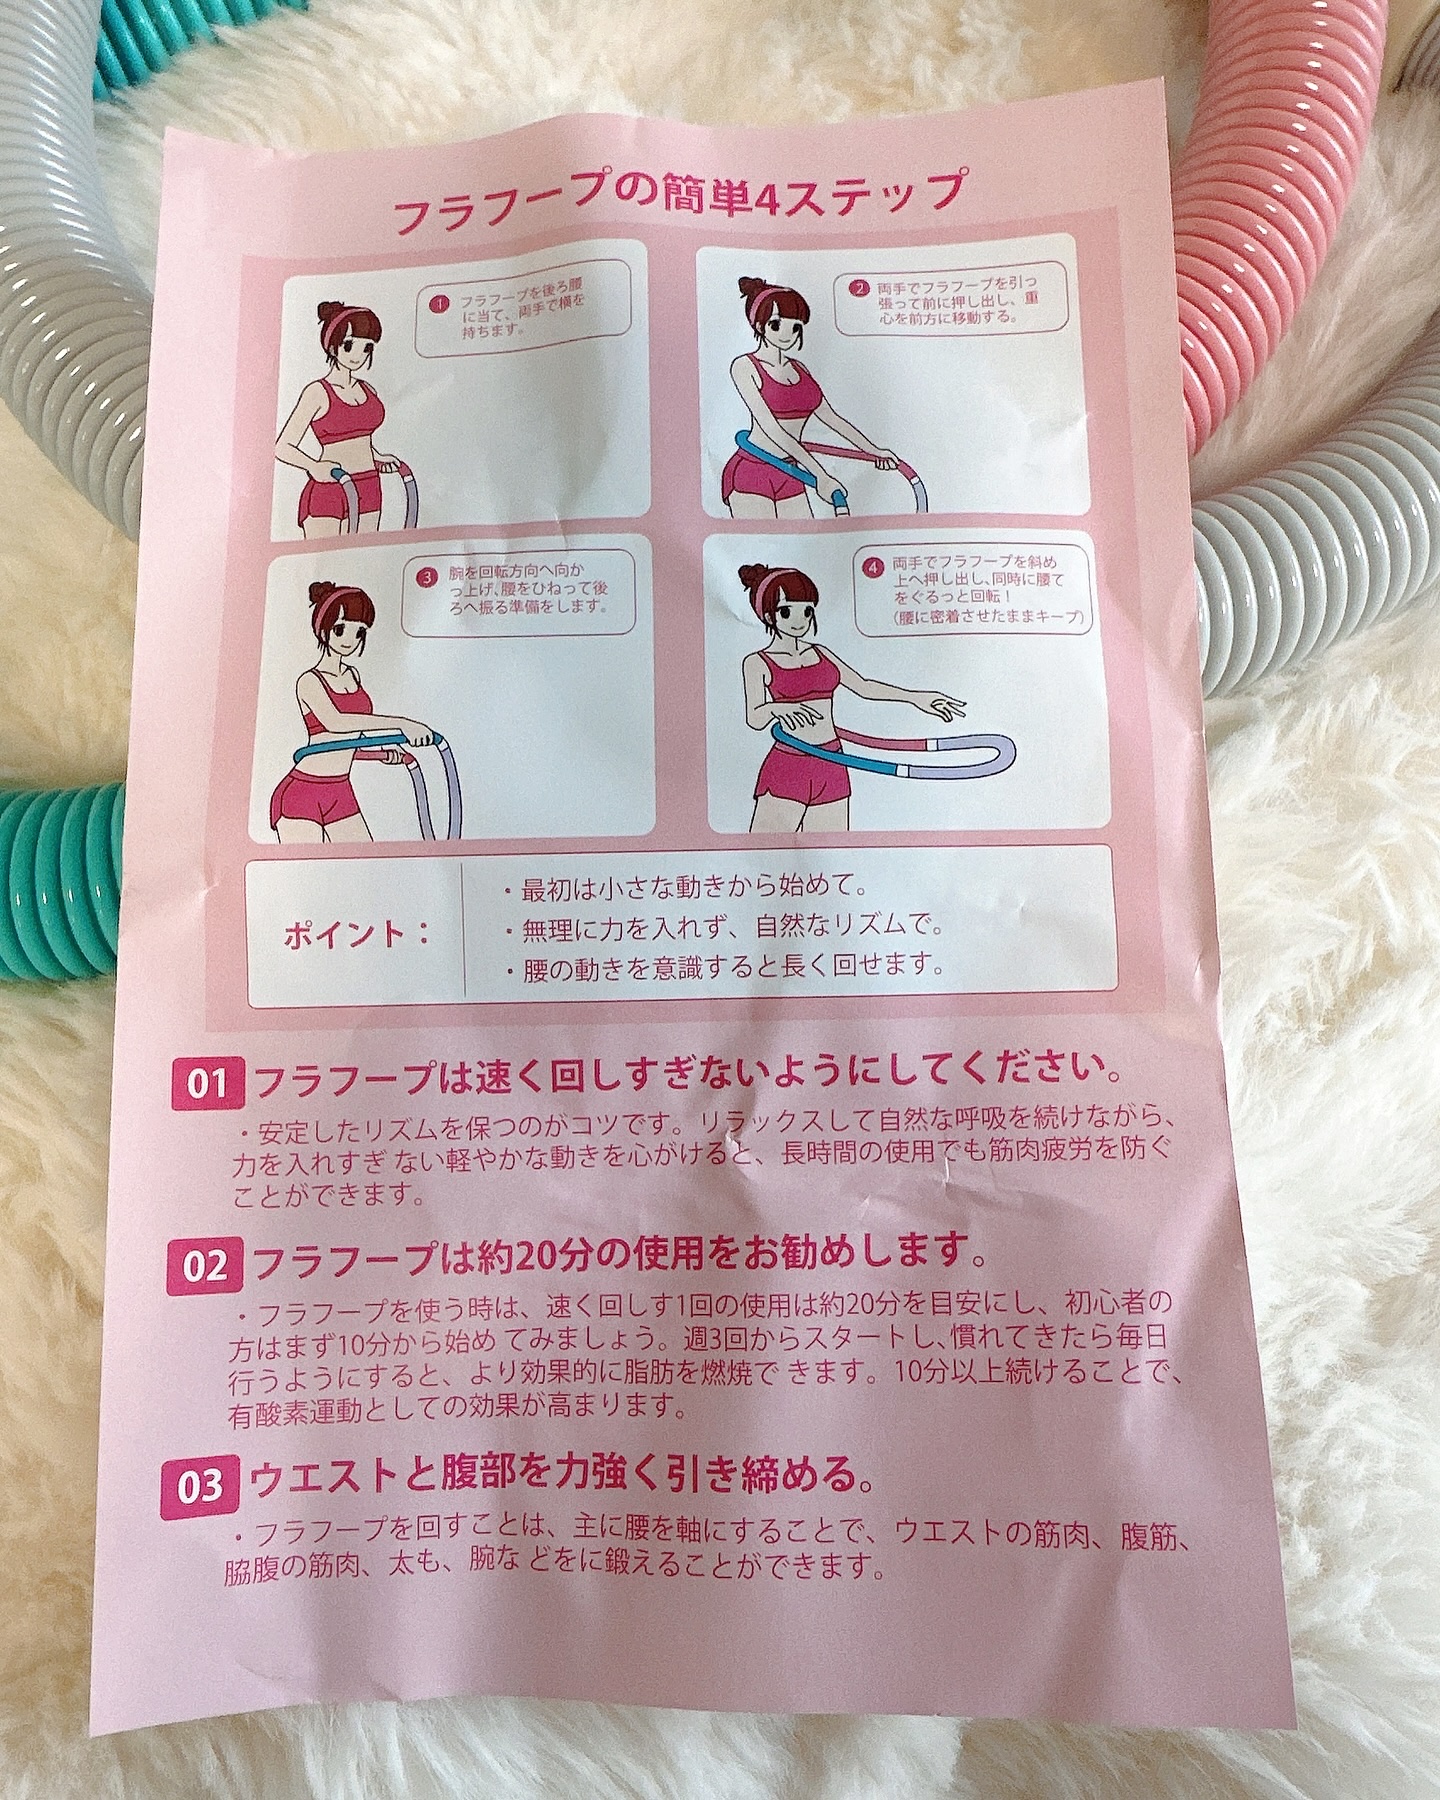 フラフープの簡単4ステップ
1 フラフープを後ろ腰
に当て、両手で横を
持ちます。
2 両手でフラフープを引っ
張って前に押し出し、重
心を前方に移動する。
3 腕を回転方向へ向か
っ上げ、腰をひねって後
ろへ振る準備をします。
4 両手でフラフープを斜め
上へ押し出し、同時に腰て
をぐるっと回転！
（腰に密着させたままキープ）
ポイント：
・最初は小さな動きから始めて。
・無理に力を入れず、自然なリズムで。
・腰の動きを意識すると長く回せます。
01 フラフープは速く回しすぎないようにしてください。
・安定したリズムを保つのがコツです。リラックスして自然な呼吸を続けながら、
力を入れすぎ ない軽やかな動きを心がけると、長時間の使用でも筋肉疲労を防ぐ
ことができます。
02 フラフープは約20分の使用をお勧めします。
・フラフープを使う時は、速く回しす1回の使用は約20分を目安にし、初心者の
方はまず10分から始め てみましょう。週3回からスタートし、慣れてきたら毎日
行うようにすると、より効果的に脂肪を燃焼で きます。10分以上続けることで、
有酸素運動としての効果が高まります。
03 ウエストと腹部を力強く引き締める。
・フラフープを回すことは、主に腰を軸にすることで、ウエストの筋肉、腹筋、
脇腹の筋肉、太も、腕な どをに鍛えることができます。